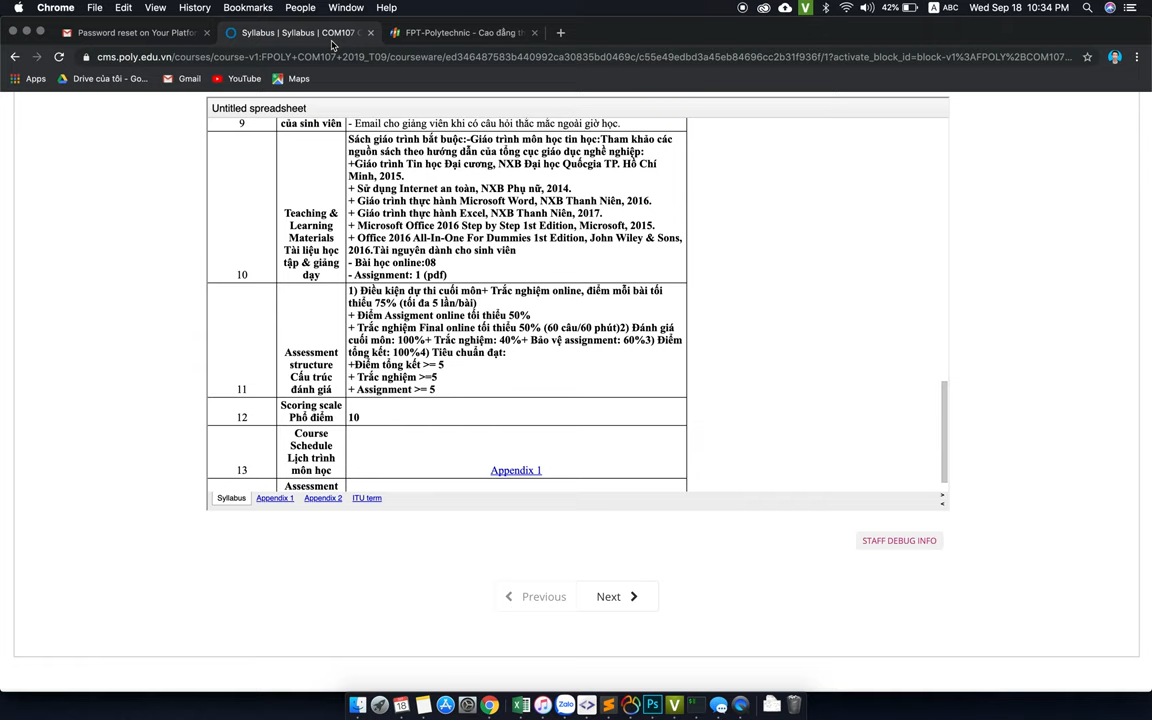 Chrome File Edit View History Bookmarks People Window Help 42% A ABC Wed Sep 18 10:34 PM
Password reset on Your Platfor
Syllabus | Syllabus | COM107
FPT-Polytechnic - Cao đẳng th
cms.poly.edu.vn/courses/course-v1:FPOLY+COM107+2019_T09/courseware/ed346487583b440992ca30835bd0469c/c55e49edbd3a45eb84696cc2b31f936f/1?activate_block_id=block-v1%3AFPOLY%2BCOM107...
Apps Drive của tôi - Go... Gmail YouTube Maps
Untitled spreadsheet
9 của sinh viên - Email cho giảng viên khi có câu hỏi thắc mắc ngoài giờ học.
Sách giáo trình bắt buộc:-Giáo trình môn học tin học:Tham khảo các
nguồn sách theo hướng dẫn của tổng cục giáo dục nghề nghiệp:
+Giáo trình Tin học Đại cương, NXB Đại học Quốcgia TP. Hồ Chí
Minh, 2015.
+ Sử dụng Internet an toàn, NXB Phụ nữ, 2014.
+ Giáo trình thực hành Microsoft Word, NXB Thanh Niên, 2016.
+ Giáo trình thực hành Excel, NXB Thanh Niên, 2017.
+ Microsoft Office 2016 Step by Step 1st Edition, Microsoft, 2015.
+ Office 2016 All-In-One For Dummies 1st Edition, John Wiley & Sons,
2016.Tài nguyên dành cho sinh viên
- Bài học online:08
- Assignment: 1 (pdf)
Teaching &
Learning
Materials
Tài liệu học
tập & giảng
dạy
10
1) Điều kiện dự thi cuối môn+ Trắc nghiệm online, điểm mỗi bài tối
thiểu 75% (tối đa 5 lần/bài)
+ Điểm Assigment online tối thiểu 50%
+ Trắc nghiệm Final online tối thiểu 50% (60 câu/60 phút)2) Đánh giá
cuối môn: 100%+ Trắc nghiệm: 40%+ Bảo vệ assignment: 60%3) Điểm
tổng kết: 100%4) Tiêu chuẩn đạt:
+Điểm tổng kết >= 5
+ Trắc nghiệm >=5
+ Assignment >= 5
Assessment
structure
Cấu trúc
đánh giá
11
Scoring scale
Phổ điểm
12
10
Course
Schedule
Lịch trình
môn học
13
Appendix 1
Assessment
Syllabus Appendix 1 Appendix 2 ITU term
STAFF DEBUG INFO
Previous Next
18 Zalo Ps V